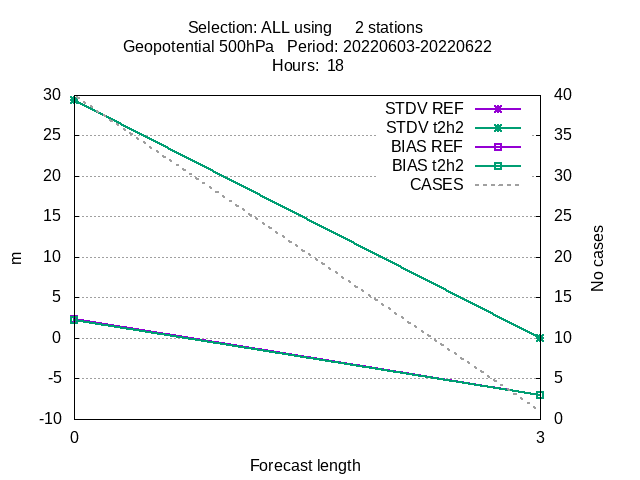 Selection: ALL using     2 stations
Geopotential 500hPa   Period: 20220603-20220622
Hours:  18
30
25
20
15
10
5
0
-5
-10
m
STDV REF
STDV t2h2
BIAS REF
BIAS t2h2
CASES
40
35
30
25
20
15
10
5
0
No cases
0
3
Forecast length